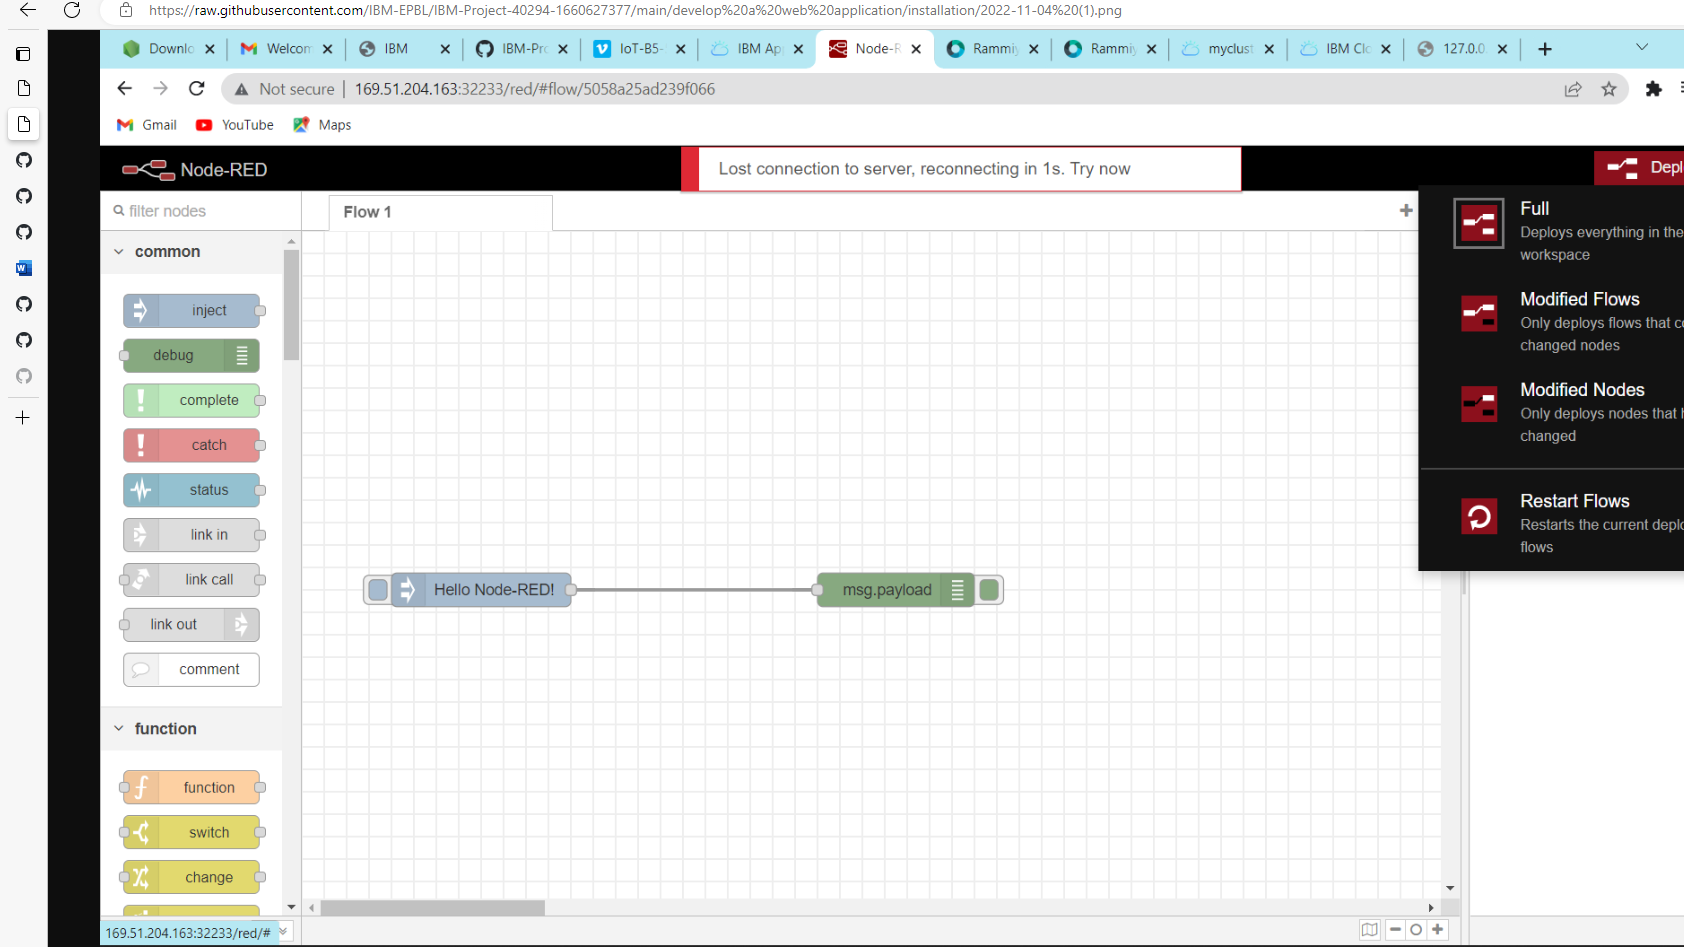 https://raw.githubusercontent.com/IBM-EPBL/IBM-Project-40294-1660627377/main/develop%20a%20web%20application/installation/2022-11-04%20(1).png
Downlo
Welcom
IBM
IBM-Pro
IoT-B5-
IBM Ap
Node-R
Rammiy
Rammiy
myclust
IBM Clo
127.0.0.
Not secure | 169.51.204.163:32233/red/#flow/5058a25ad239f066
Gmail YouTube Maps
Node-RED
Lost connection to server, reconnecting in 1s. Try now
Depl
filter nodes
Flow 1
Full
Deploys everything in the
workspace
Modified Flows
Only deploys flows that co
changed nodes
Modified Nodes
Only deploys nodes that h
changed
Restart Flows
Restarts the current deplo
flows
common
inject
debug
complete
catch
status
link in
link call
link out
comment
Hello Node-RED!
msg.payload
function
function
switch
change
169.51.204.163:32233/red/#